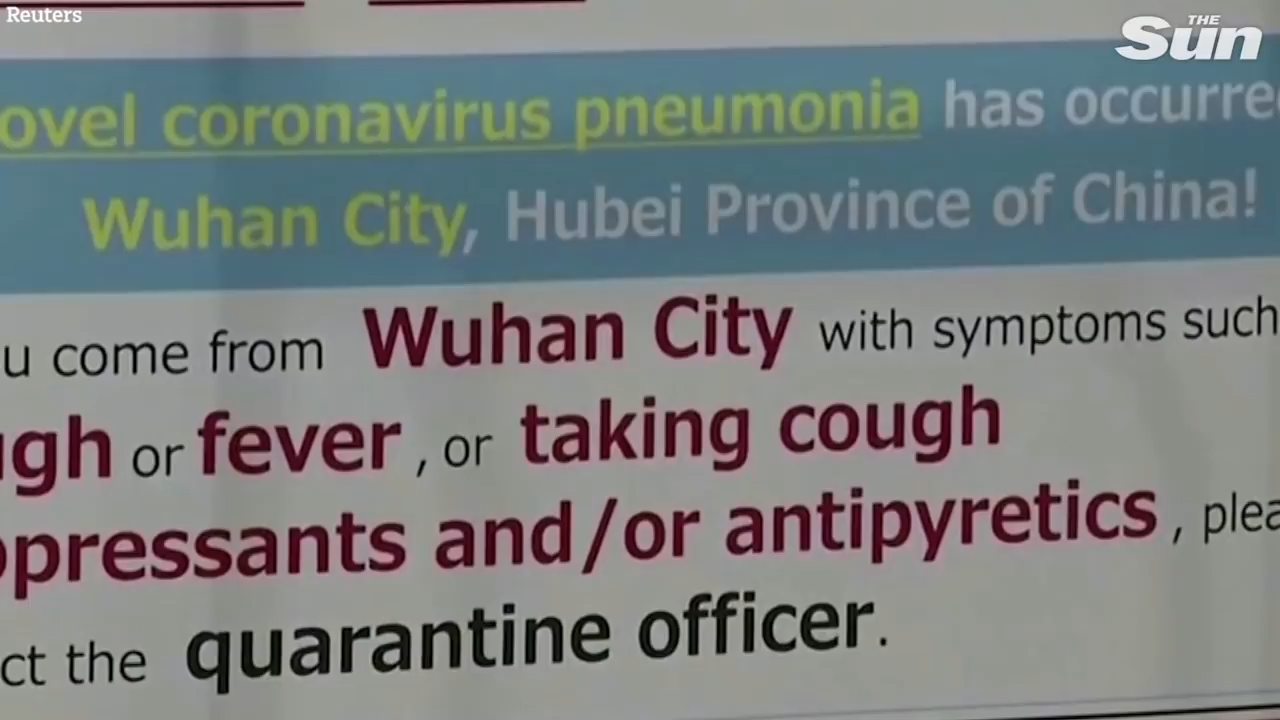 Reuters
THE
Sun
ovel coronavirus pneumonia has occurre
Wuhan City, Hubei Province of China!
u come from Wuhan City with symptoms such
gh or fever, or taking cough
ppressants and/or antipyretics, plea
ct the quarantine officer.